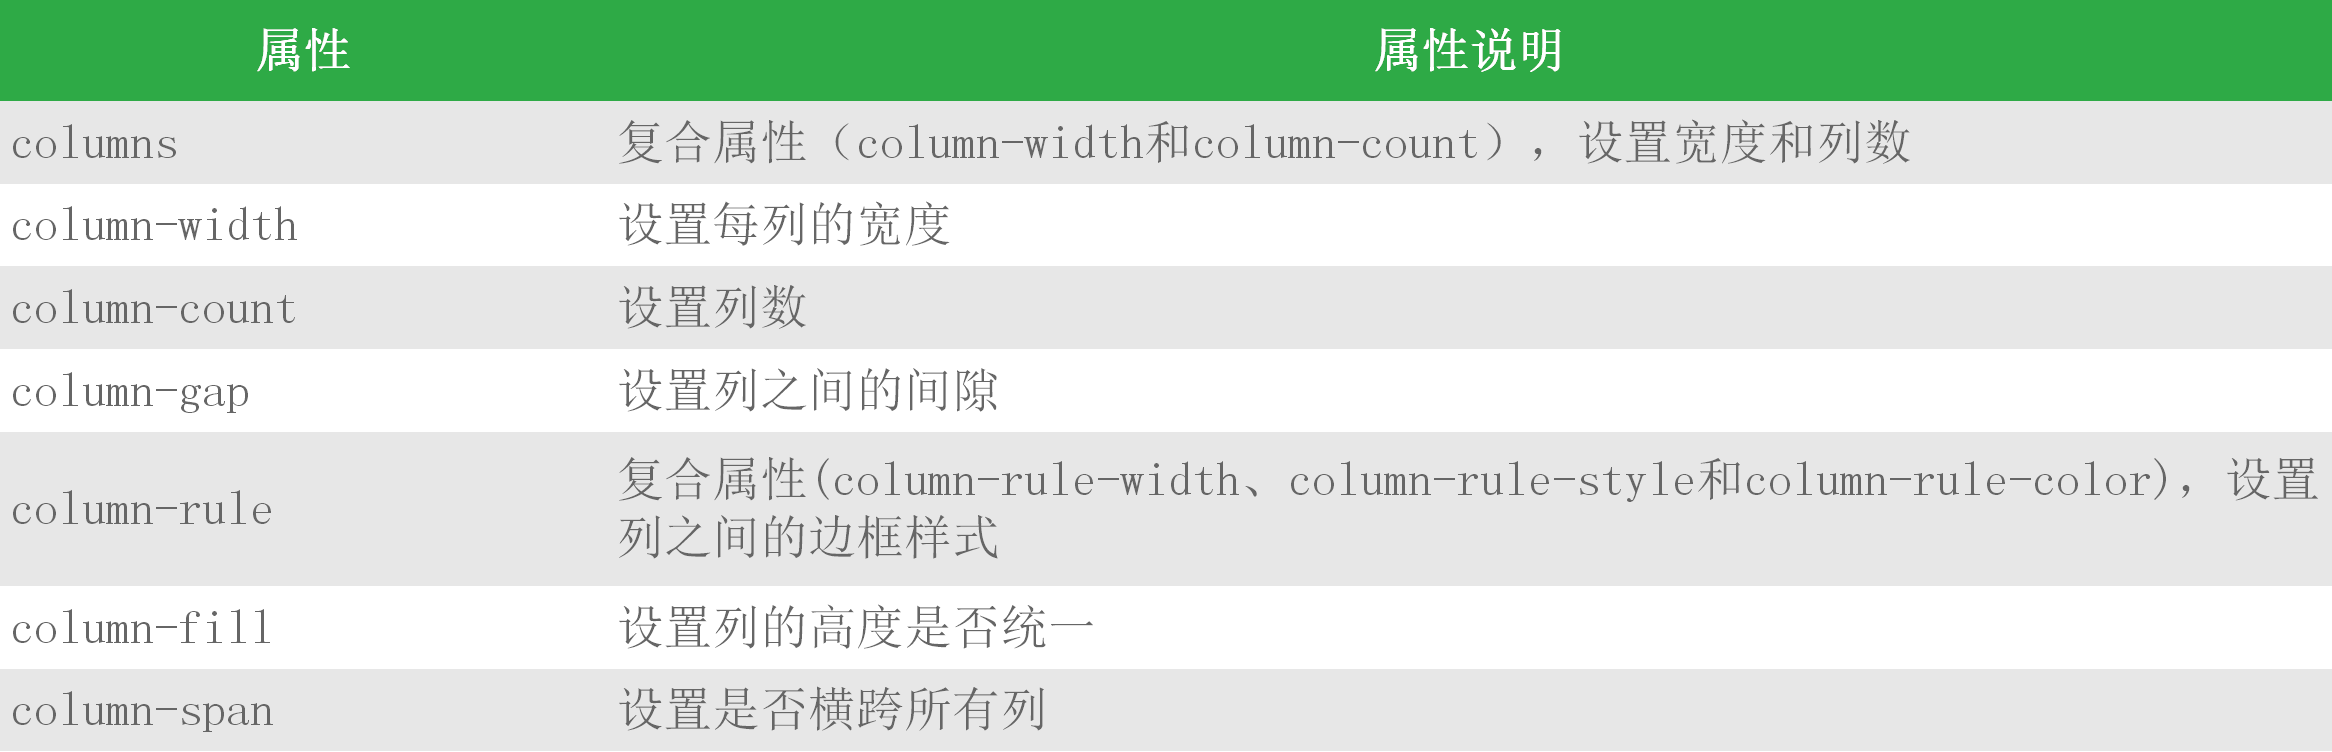 属性 属性说明
columns 复合属性（column-width和column-count），设置宽度和列数
column-width 设置每列的宽度
column-count 设置列数
column-gap 设置列之间的间隙
column-rule 复合属性(column-rule-width、column-rule-style和column-rule-color)，设置
列之间的边框样式
column-fill 设置列的高度是否统一
column-span 设置是否横跨所有列